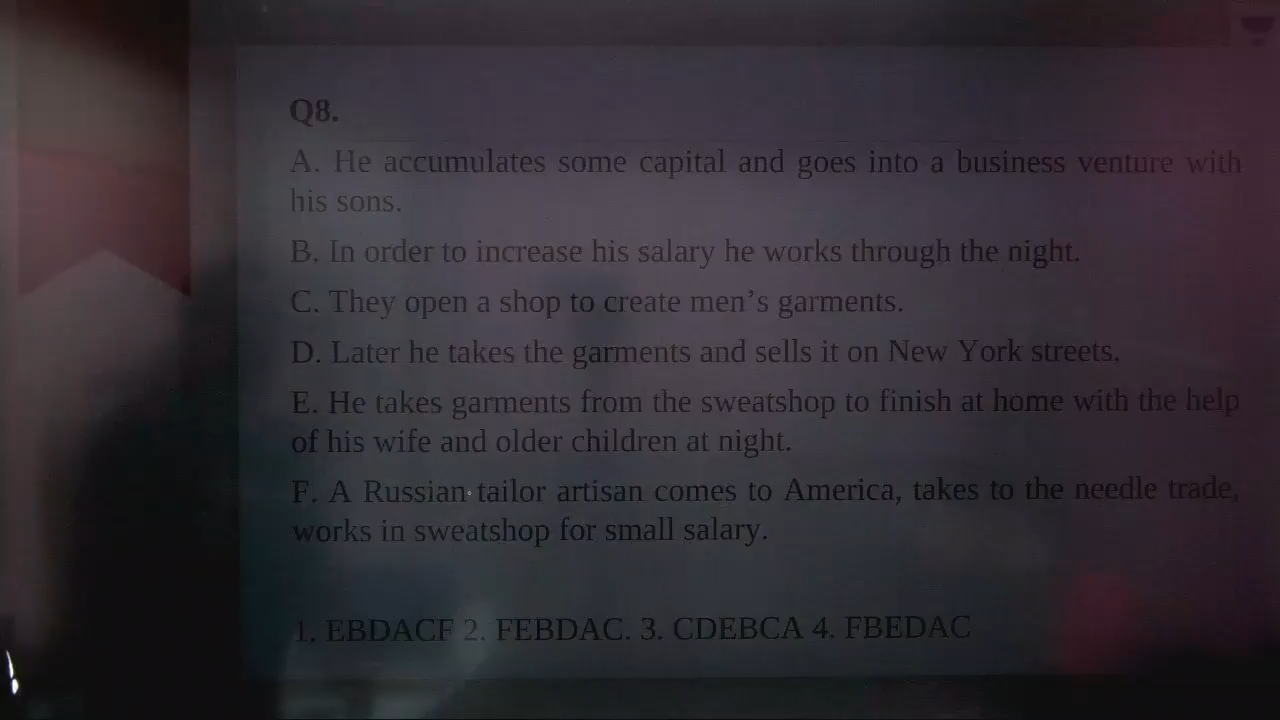 Q8.
A. He accumulates some capital and goes into a business venture with
his sons.
B. In order to increase his salary he works through the night.
C. They open a shop to create men’s garments.
D. Later he takes the garments and sells it on New York streets.
E. He takes garments from the sweatshop to finish at home with the help
of his wife and older children at night.
F. A Russian tailor artisan comes to America, takes to the needle trade,
works in sweatshop for small salary.
1. EBDACF 2. FEBDAC. 3. CDEBCA 4. FBEDAC